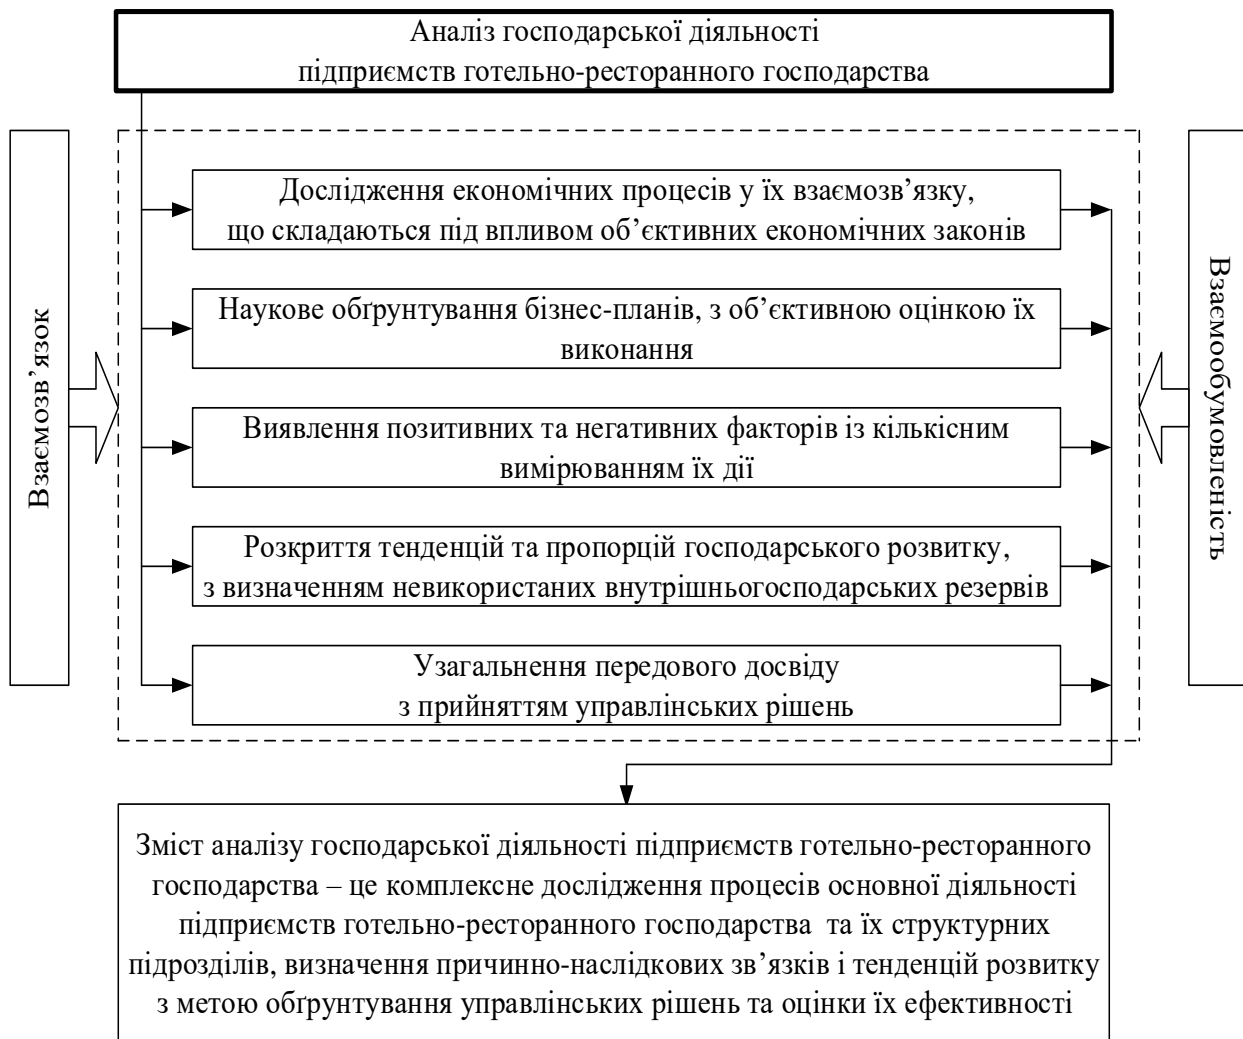 Аналіз господарської діяльності
підприємств готельно-ресторанного господарства
Взаємозв’язок
Дослідження економічних процесів у їх взаємозв’язку,
що складаються під впливом об’єктивних економічних законів
Наукове обґрунтування бізнес-планів, з об’єктивною оцінкою їх
виконання
Виявлення позитивних та негативних факторів із кількісним
вимірюванням їх дії
Розкриття тенденцій та пропорцій господарського розвитку,
з визначенням невикористаних внутрішньогосподарських резервів
Узагальнення передового досвіду
з прийняттям управлінських рішень
Взаємообумовленість
Зміст аналізу господарської діяльності підприємств готельно-ресторанного
господарства – це комплексне дослідження процесів основної діяльності
підприємств готельно-ресторанного господарства та їх структурних
підрозділів, визначення причинно-наслідкових зв’язків і тенденцій розвитку
з метою обґрунтування управлінських рішень та оцінки їх ефективності